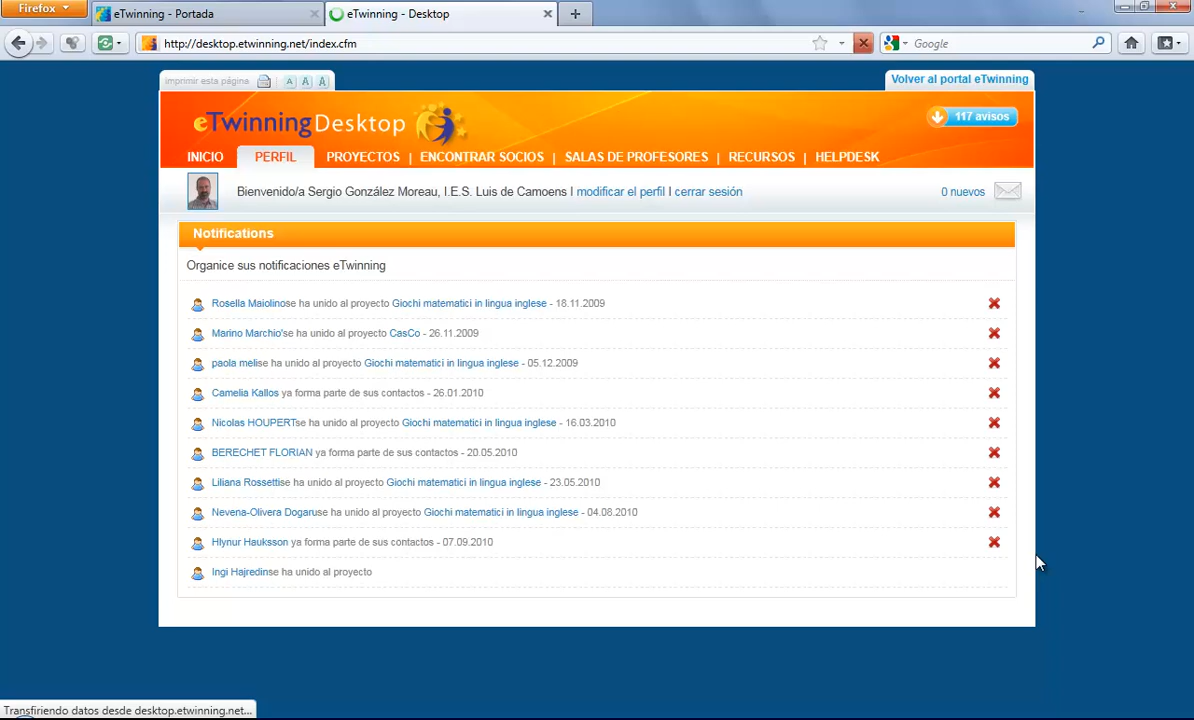 Firefox
eTwinning - Portada
eTwinning - Desktop
http://desktop.etwinning.net/index.cfm
Google
imprimir esta página
A A A
Volver al portal eTwinning
eTwinning Desktop
117 avisos
INICIO PERFIL PROYECTOS | ENCONTRAR SOCIOS | SALAS DE PROFESORES | RECURSOS | HELPDESK
Bienvenido/a Sergio González Moreau, I.E.S. Luis de Camoens I modificar el perfil I cerrar sesión
0 nuevos
Notifications
Organice sus notificaciones eTwinning
Rosella Maiolinose ha unido al proyecto Giochi matematici in lingua inglese - 18.11.2009
Marino Marchio'se ha unido al proyecto CasCo - 26.11.2009
paola melise ha unido al proyecto Giochi matematici in lingua inglese - 05.12.2009
Camelia Kallos ya forma parte de sus contactos - 26.01.2010
Nicolas HOUPERTse ha unido al proyecto Giochi matematici in lingua inglese - 16.03.2010
BERECHET FLORIAN ya forma parte de sus contactos - 20.05.2010
Liliana Rossettise ha unido al proyecto Giochi matematici in lingua inglese - 23.05.2010
Nevena-Olivera Dogaruse ha unido al proyecto Giochi matematici in lingua inglese - 04.08.2010
Hlynur Hauksson ya forma parte de sus contactos - 07.09.2010
Ingi Hajredinse ha unido al proyecto
Transfiriendo datos desde desktop.etwinning.net...